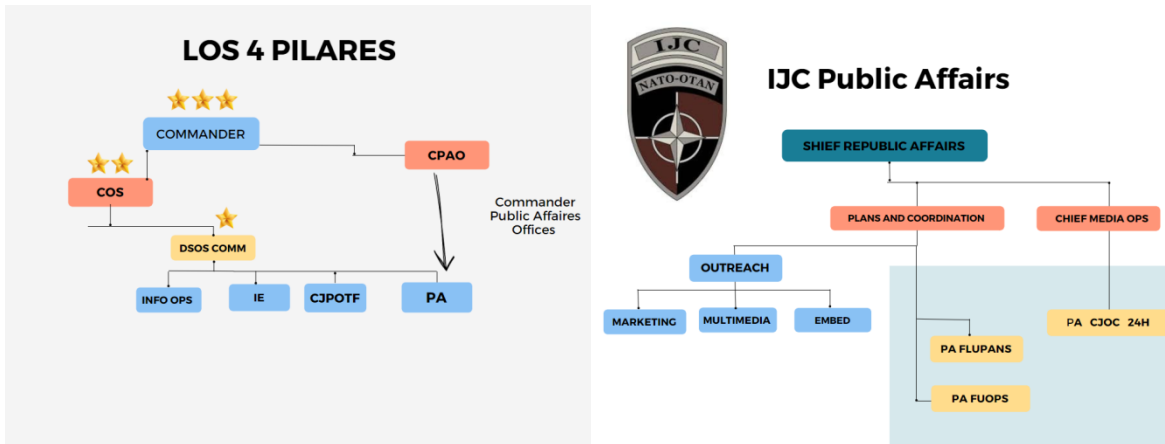 LOS 4 PILARES
COMMANDER
CPAO
COS
Commander
Public Affaires
Offices
DSOS COMM
INFO OPS
IE
CJPOTF
PA
IJC
NATO-OTAN
IJC Public Affairs
SHIEF REPUBLIC AFFAIRS
PLANS AND COORDINATION
CHIEF MEDIA OPS
OUTREACH
MARKETING
MULTIMEDIA
EMBED
PA CJOC 24H
PA FLUPANS
PA FUOPS